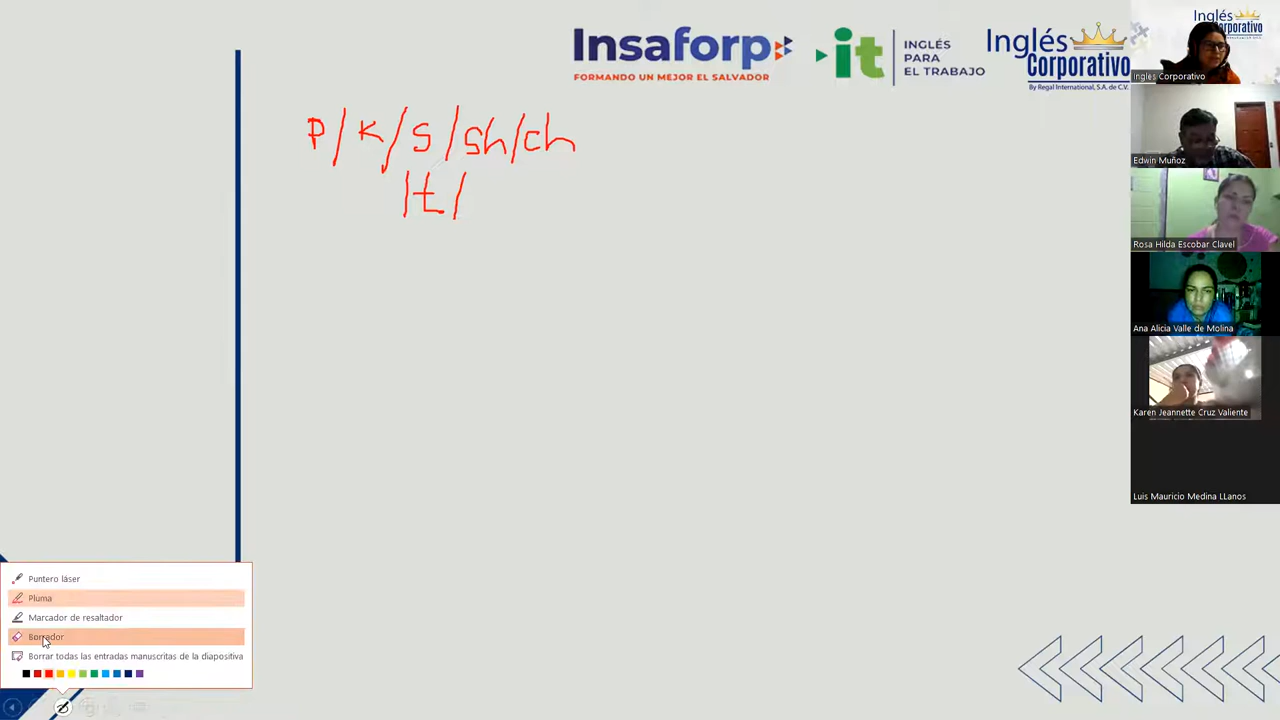 Insaforp
FORMANDO UN MEJOR EL SALVADOR
it
INGLÉS
PARA
EL TRABAJO
Inglés
Corporativo
By Regal International, S.A. de C.V.
Inglés
Corporativo
Ingles Corporativo
Edwin Muñoz
Rosa Hilda Escobar Clavel
Ana Alicia Valle de Molina
Karen Jeannette Cruz Valiente
Luis Mauricio Medina LLanos
P/K/S/Sh/ch
/t/
Puntero láser
Pluma
Marcador de resaltador
Borrador
Borrar todas las entradas manuscritas de la diapositiva